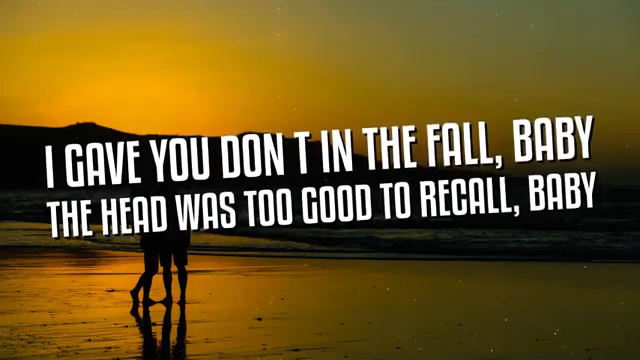 I GAVE YOU DON T IN THE FALL, BABY
THE HEAD WAS TOO GOOD TO RECALL, BABY